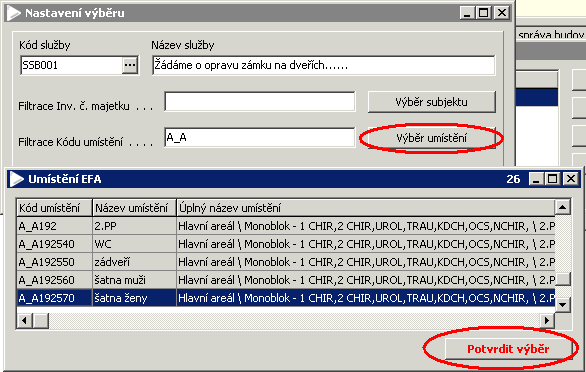 Nastavení výběru
správa budov
Kód služby
Název služby
SSB001 ...
Žádáme o opravu zámku na dveřích......
Filtrace Inv. č. majetku . . .
Výběr subjektu
Filtrace Kódu umístění . . . .
A_A
Výběr umístění
Umístění EFA
26
Kód umístění Název umístění Úplný název umístění
A_A192 2.PP Hlavní areál \ Monoblok - 1 CHIR,2 CHIR,UROL,TRAU,KDCH,OCS,NCHIR, \ 2.P
A_A192540 WC Hlavní areál \ Monoblok - 1 CHIR,2 CHIR,UROL,TRAU,KDCH,OCS,NCHIR, \ 2.P
A_A192550 zádveří Hlavní areál \ Monoblok - 1 CHIR,2 CHIR,UROL,TRAU,KDCH,OCS,NCHIR, \ 2.P
A_A192560 šatna muži Hlavní areál \ Monoblok - 1 CHIR,2 CHIR,UROL,TRAU,KDCH,OCS,NCHIR, \ 2.P
A_A192570 šatna ženy Hlavní areál \ Monoblok - 1 CHIR,2 CHIR,UROL,TRAU,KDCH,OCS,NCHIR, \ 2.P
Potvrdit výběr